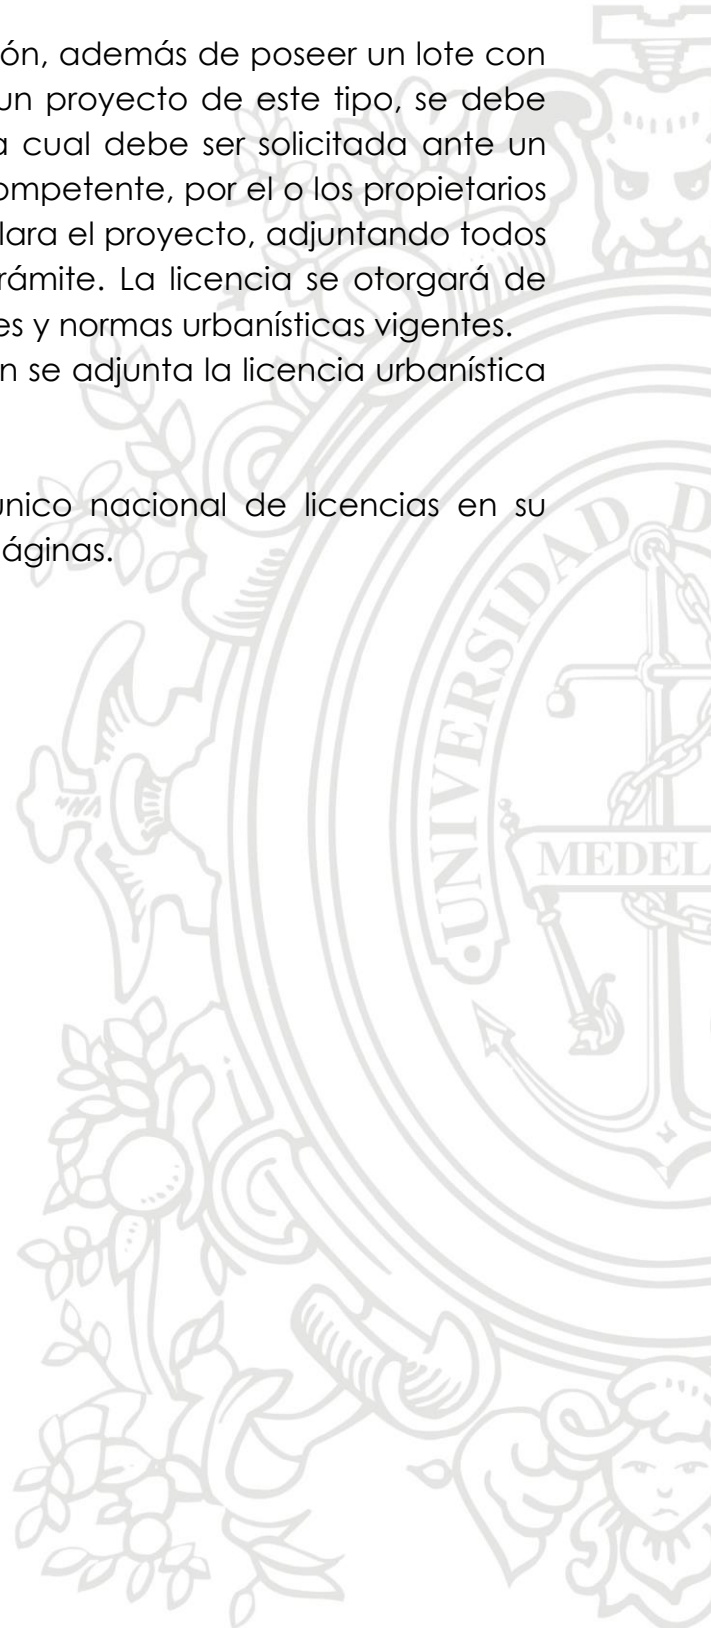 ón, además de poseer un lote con
un proyecto de este tipo, se debe
a cual debe ser solicitada ante un
ompetente, por el o los propietarios
lara el proyecto, adjuntando todos
rámite. La licencia se otorgará de
es y normas urbanísticas vigentes.
n se adjunta la licencia urbanística
unico nacional de licencias en su
áginas.
UNIVERSIDAD D
MEDEL